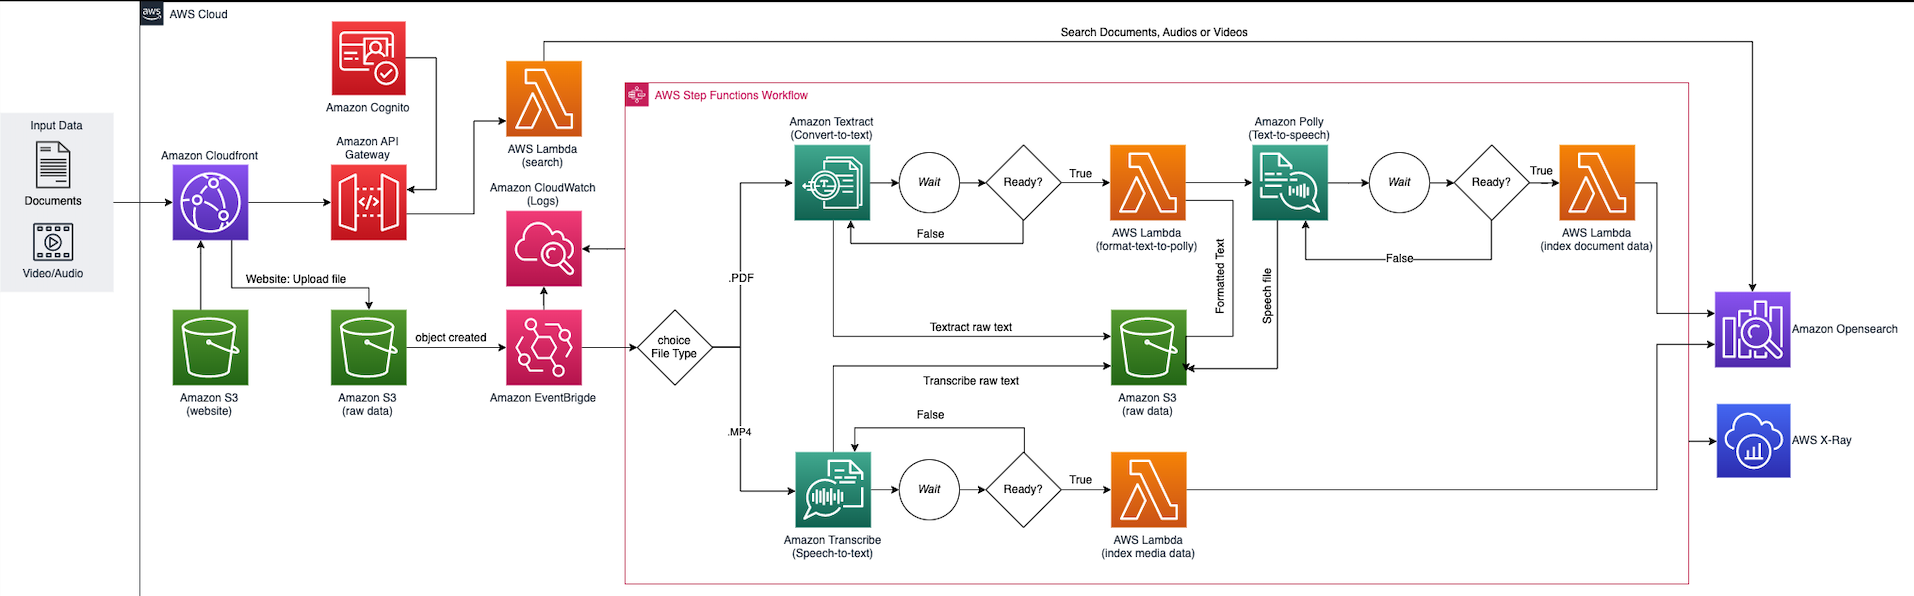 aws
AWS Cloud
Input Data
Documents
Video/Audio
Amazon Cloudfront
Amazon S3
(website)
Website: Upload file
Amazon Cognito
Amazon API
Gateway
</>
Amazon S3
(raw data)
object created
AWS Lambda
(search)
Amazon CloudWatch
(Logs)
Amazon EventBrigde
Search Documents, Audios or Videos
AWS Step Functions Workflow
choice
File Type
.PDF
.MP4
Amazon Textract
(Convert-to-text)
Wait
Ready?
True
False
AWS Lambda
(format-text-to-polly)
Amazon Polly
(Text-to-speech)
Wait
Ready?
True
False
AWS Lambda
(index document data)
Textract raw text
Formatted Text
Speech file
Transcribe raw text
Amazon S3
(raw data)
False
Amazon Transcribe
(Speech-to-text)
Wait
Ready?
True
AWS Lambda
(index media data)
Amazon Opensearch
AWS X-Ray